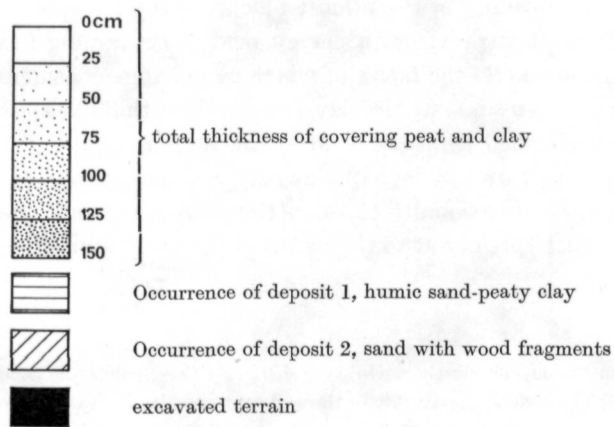 0cm
25
50
75
total thickness of covering peat and clay
100
125
150
Occurrence of deposit 1, humic sand-peaty clay
Occurrence of deposit 2, sand with wood fragments
excavated terrain